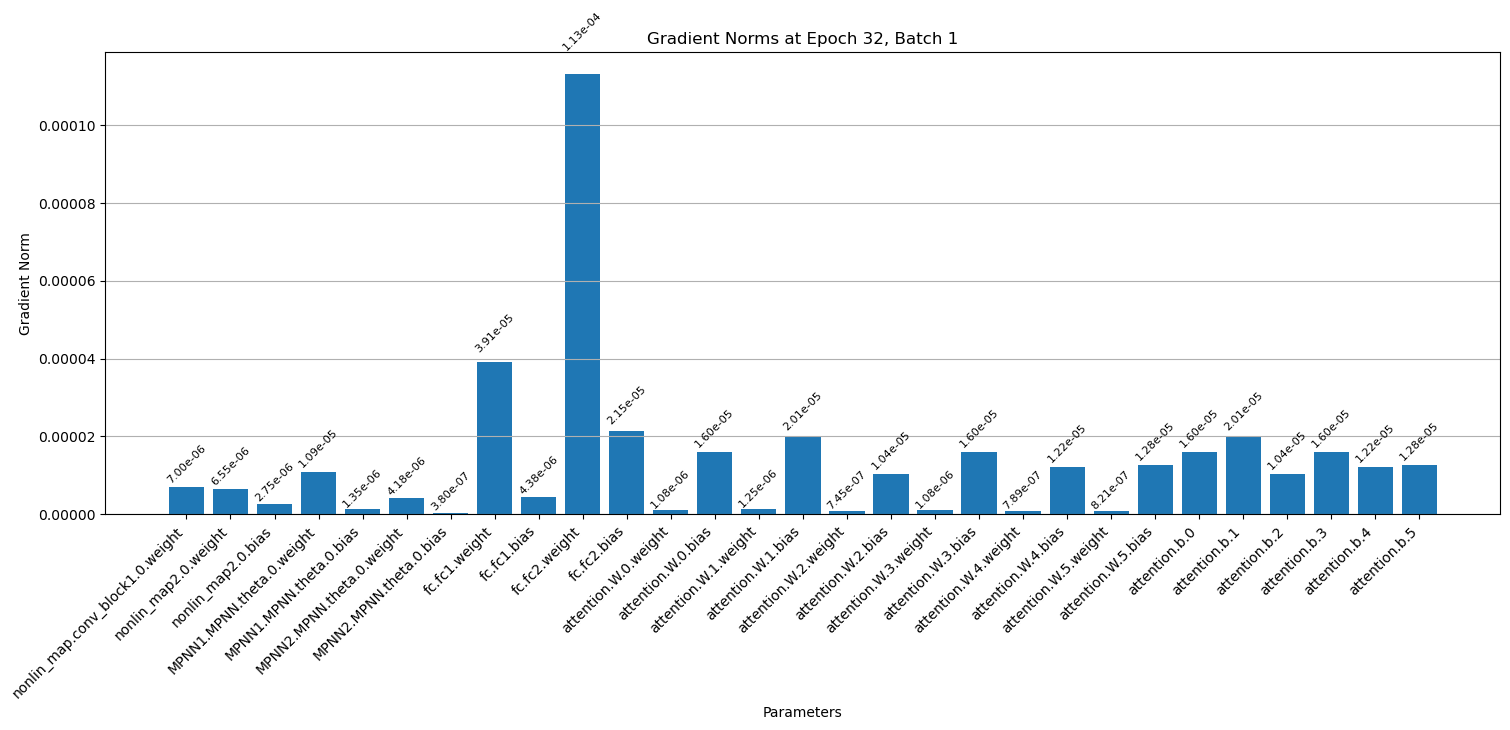 Gradient Norms at Epoch 32, Batch 1
Gradient Norm
0.00010
0.00008
0.00006
0.00004
0.00002
0.00000
7.00e-06
6.55e-06
2.75e-06
1.09e-05
1.35e-06
4.18e-06
3.80e-07
3.91e-05
4.38e-06
1.13e-04
2.15e-05
1.08e-06
1.60e-05
1.25e-06
2.01e-05
7.45e-07
1.04e-05
1.08e-06
1.60e-05
7.89e-07
1.22e-05
8.21e-07
1.28e-05
1.60e-05
2.01e-05
1.04e-05
1.60e-05
1.22e-05
1.28e-05
nonlin_map.conv_block1.0.weight
nonlin_map2.0.weight
nonlin_map2.0.bias
MPNN1.MPNN.theta.0.weight
MPNN1.MPNN.theta.0.bias
MPNN2.MPNN.theta.0.weight
MPNN2.MPNN.theta.0.bias
fc.fc1.weight
fc.fc1.bias
fc.fc2.weight
fc.fc2.bias
attention.W.0.weight
attention.W.0.bias
attention.W.1.weight
attention.W.1.bias
attention.W.2.weight
attention.W.2.bias
attention.W.3.weight
attention.W.3.bias
attention.W.4.weight
attention.W.4.bias
attention.W.5.weight
attention.W.5.bias
attention.b.0
attention.b.1
attention.b.2
attention.b.3
attention.b.4
attention.b.5
Parameters